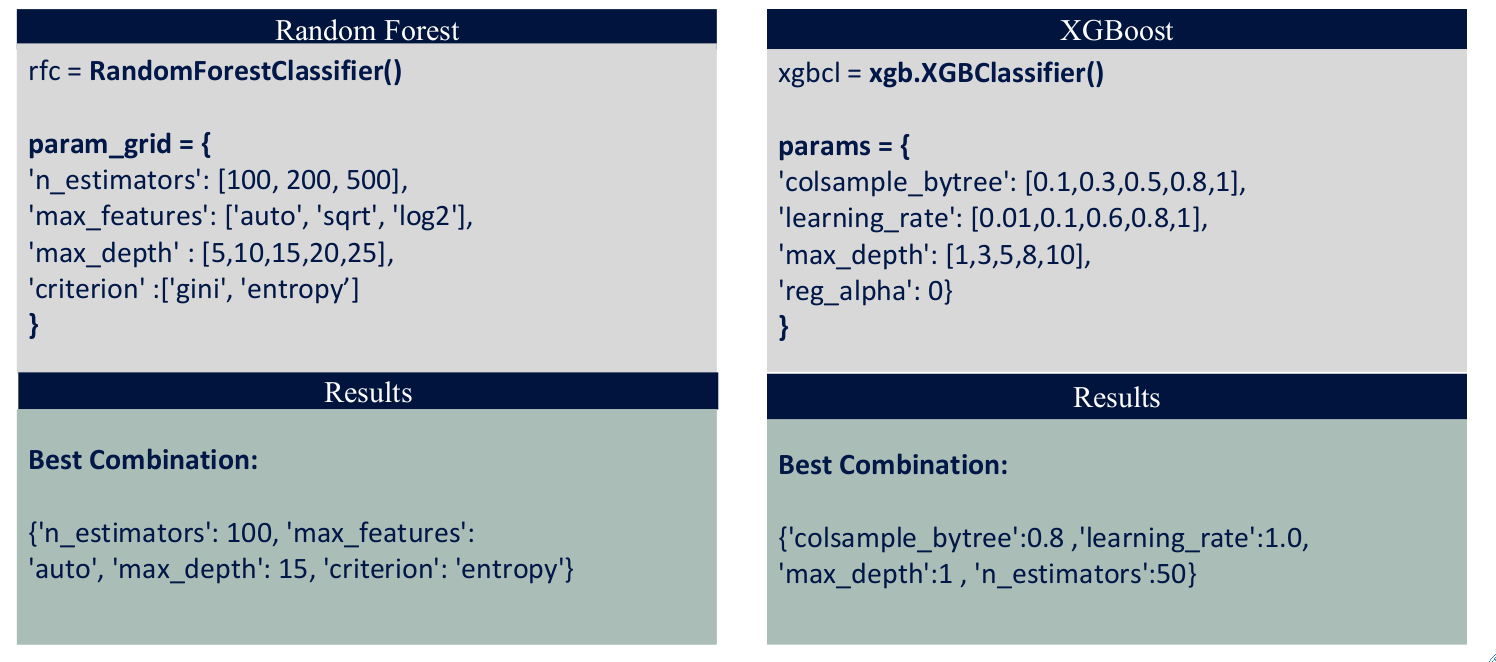 Random Forest
rfc = RandomForestClassifier()
param_grid = {
'n_estimators': [100, 200, 500],
'max_features': ['auto', 'sqrt', 'log2'],
'max_depth' : [5,10,15,20,25],
'criterion' :['gini', 'entropy’]
}
Results
Best Combination:
{'n_estimators': 100, 'max_features':
'auto', 'max_depth': 15, 'criterion': 'entropy'}
XGBoost
xgbcl = xgb.XGBClassifier()
params = {
'colsample_bytree': [0.1,0.3,0.5,0.8,1],
'learning_rate': [0.01,0.1,0.6,0.8,1],
'max_depth': [1,3,5,8,10],
'reg_alpha': 0}
}
Results
Best Combination:
{'colsample_bytree':0.8 ,'learning_rate':1.0,
'max_depth':1 , 'n_estimators':50}